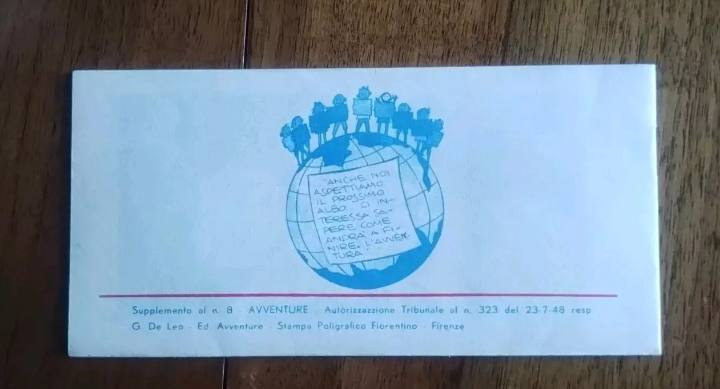 ...ANCHE NOI
ASPETTIAMO
IL PROSSIMO
ALBO. CI IN-
TERESSA SA-
PERE COME
ANDRA' A FI-
NIRE L'AVVEN-
TURA!
Supplemento al n. 8 - AVVENTURE - Autorizzazione Tribunale al n. 323 del 23-7-48 resp
G. De Leo - Ed. Avventure - Stampa Poligrafico Fiorentino - Firenze